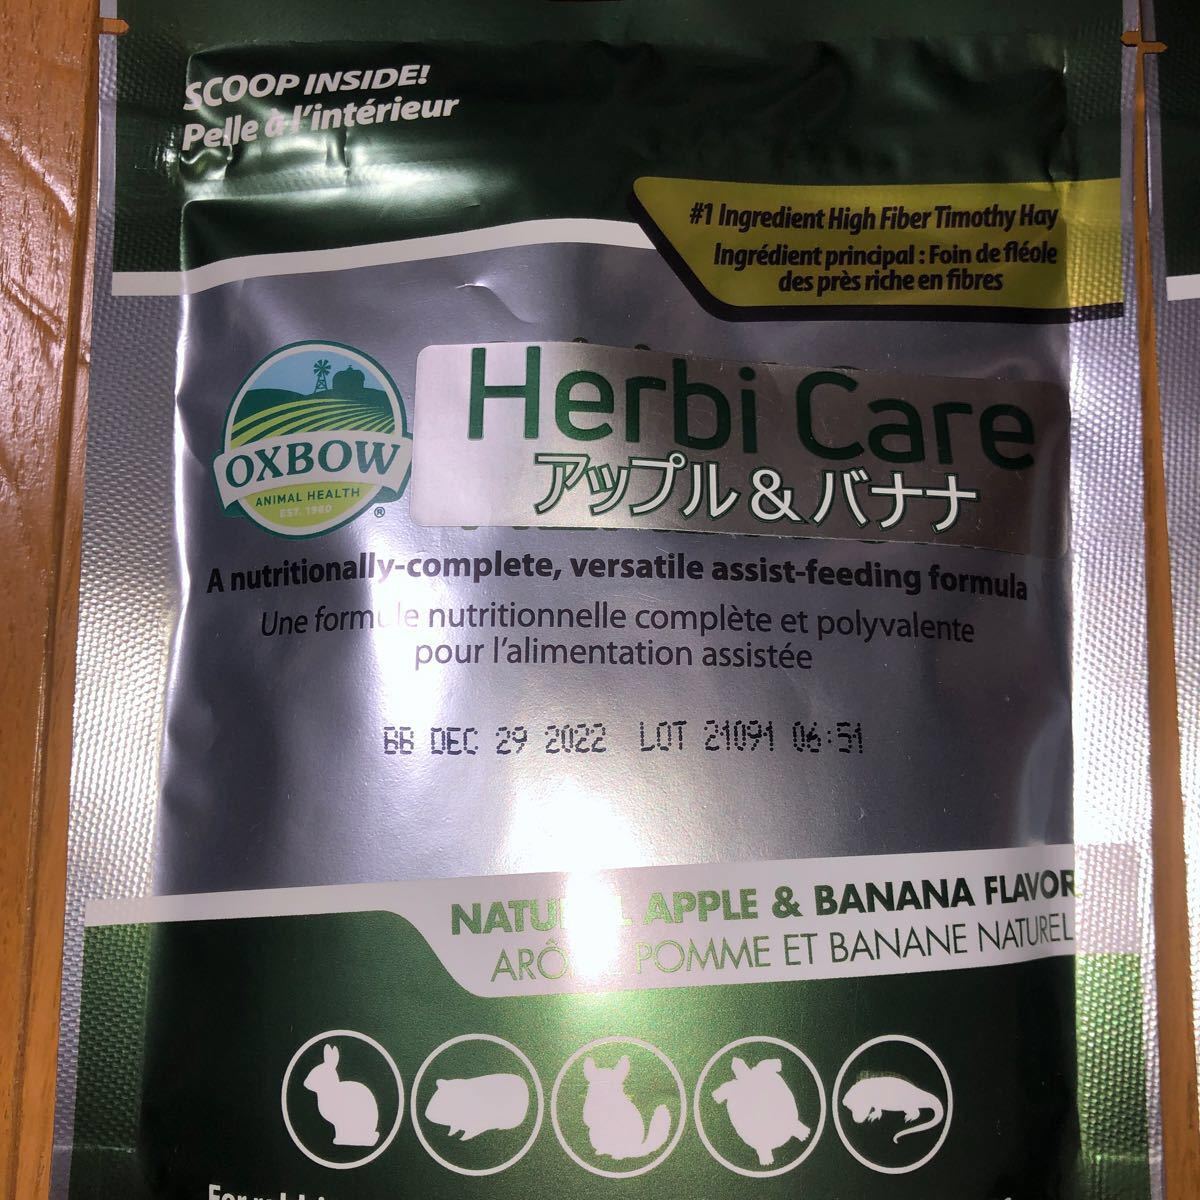 SCOOP INSIDE!
Pelle à l'intérieur
#1 Ingredient High Fiber Timothy Hay
Ingrédient principal : Foin de fléole
des près riche en fibres
OXBOW
ANIMAL HEALTH
EST. 1980
®
Herbi Care
アップル&バナナ
A nutritionally-complete, versatile assist-feeding formula
Une formule nutritionnelle complète et polyvalente
pour l'alimentation assistée
BB DEC 29 2022 LOT 21091 06:51
NATURAL APPLE & BANANA FLAVOR
POMME ET BANANE NATUREL